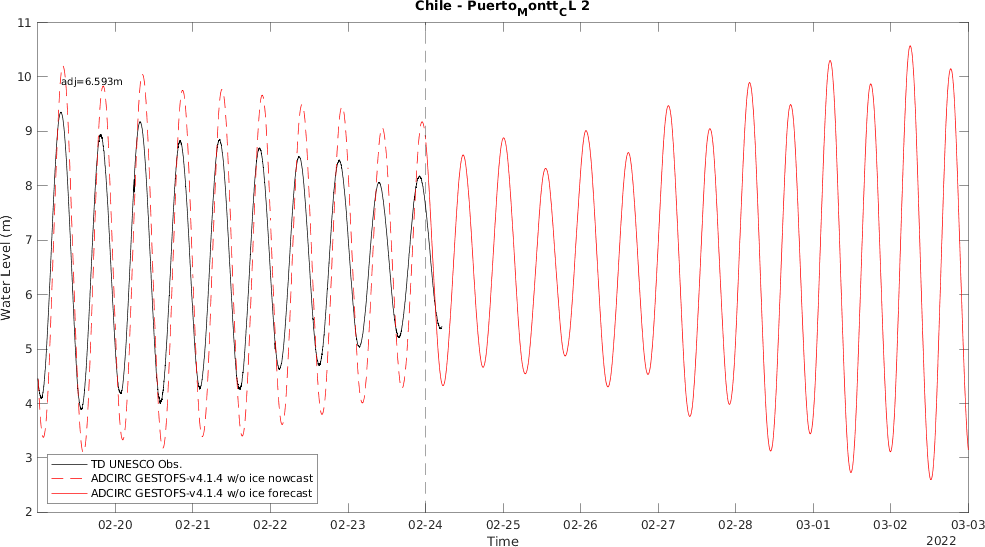 Chile - Puerto_Montt_CL 2
adj=6.593m
11
10
9
8
7
6
5
4
3
2
Water Level (m)
TD UNESCO Obs.
ADCIRC GESTOFS-v4.1.4 w/o ice nowcast
ADCIRC GESTOFS-v4.1.4 w/o ice forecast
02-20 02-21 02-22 02-23 02-24 02-25 02-26 02-27 02-28 03-01 03-02 03-03
Time
2022